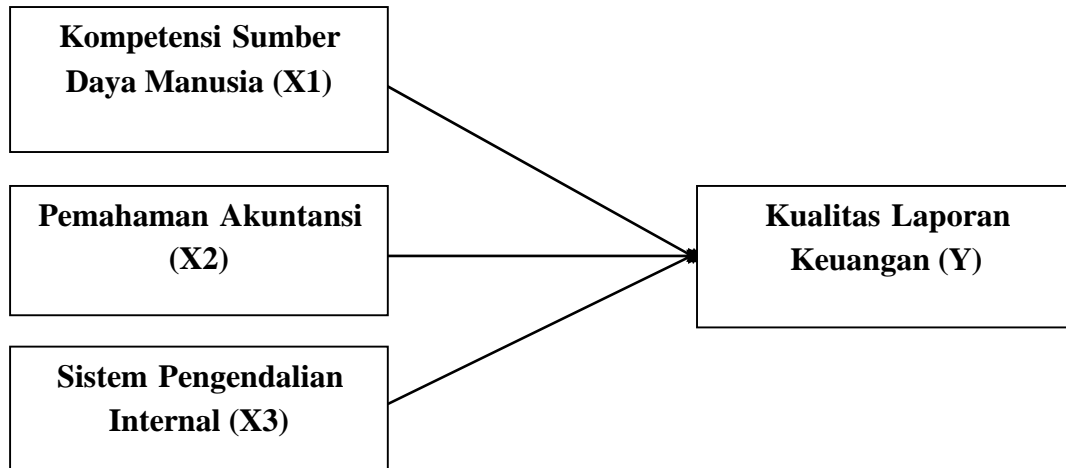 Kompetensi Sumber
Daya Manusia (X1)
Pemahaman Akuntansi
(X2)
Sistem Pengendalian
Internal (X3)
Kualitas Laporan
Keuangan (Y)